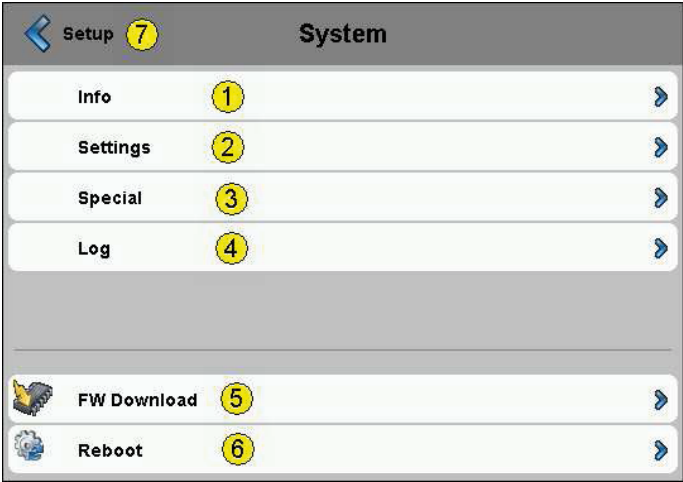 Setup 7 System
Info 1
Settings 2
Special 3
Log 4
FW Download 5
Reboot 6